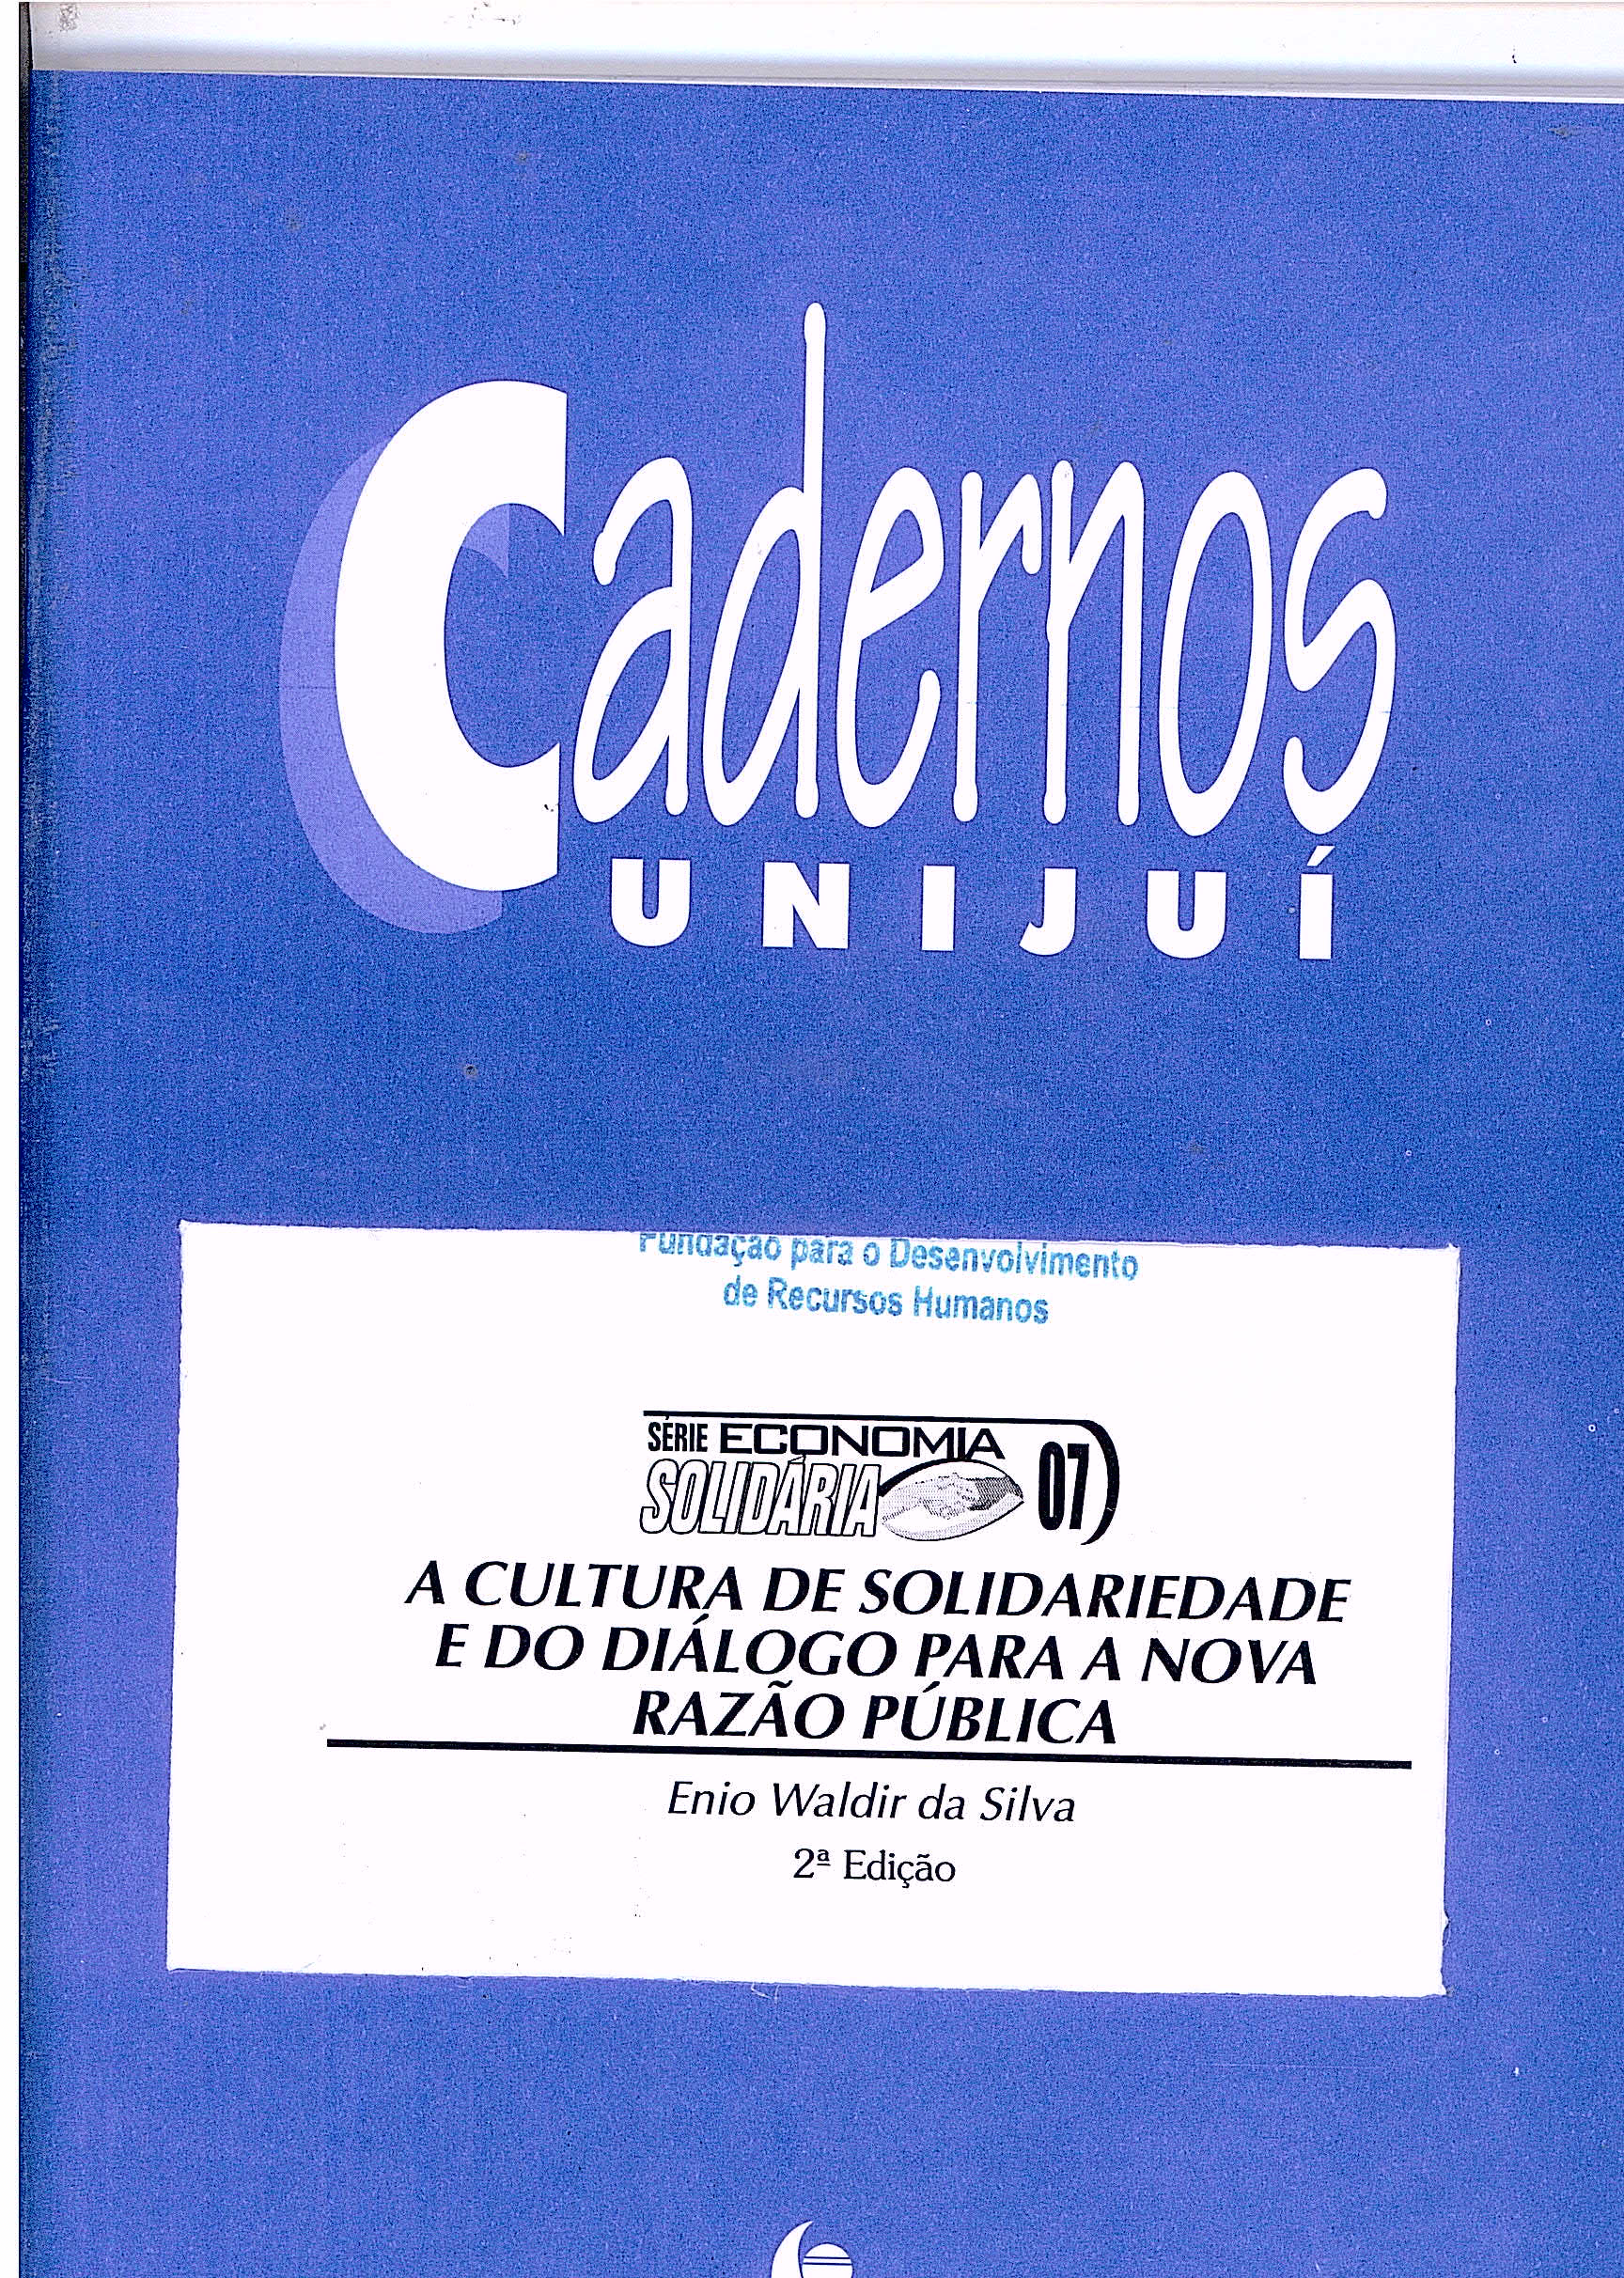 Cadernos
UNIJUÍ
Fundação para o Desenvolvimento
de Recursos Humanos
SÉRIE ECONOMIA
SOLIDÁRIA 07
A CULTURA DE SOLIDARIEDADE
E DO DIÁLOGO PARA A NOVA
RAZÃO PÚBLICA
Enio Waldir da Silva
2ª Edição